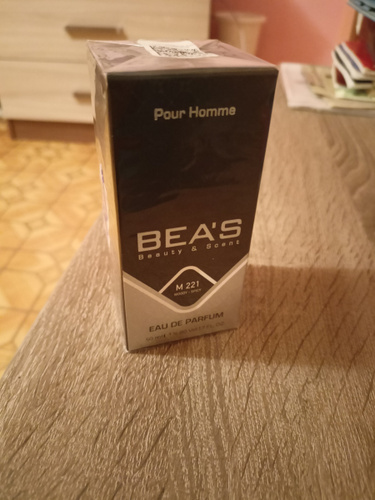 Pour Homme
BEA'S
Beauty & Scent
M 221
EAU DE PARFUM